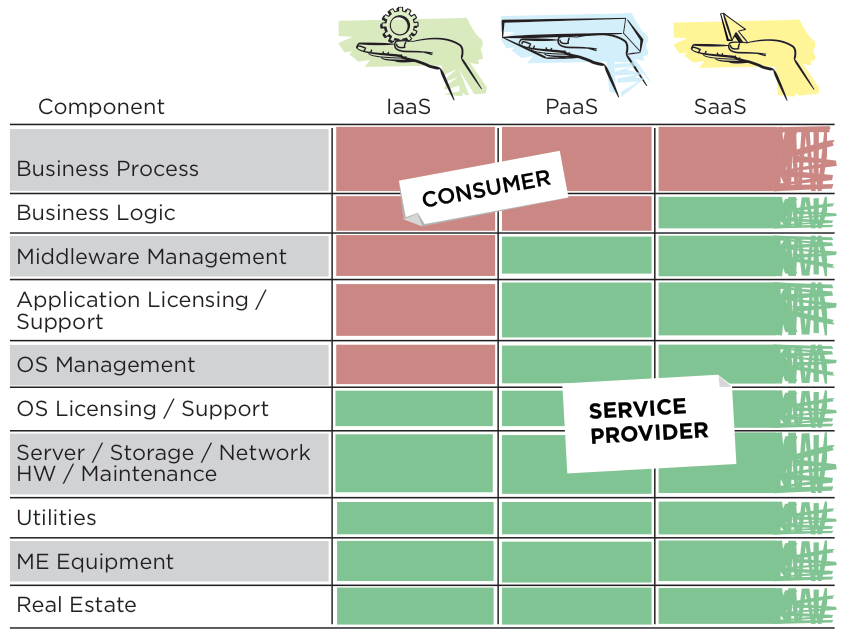 Component
IaaS
PaaS
SaaS
Business Process
CONSUMER
Business Logic
Middleware Management
Application Licensing /
Support
OS Management
OS Licensing / Support
SERVICE
PROVIDER
Server / Storage / Network
HW / Maintenance
Utilities
ME Equipment
Real Estate